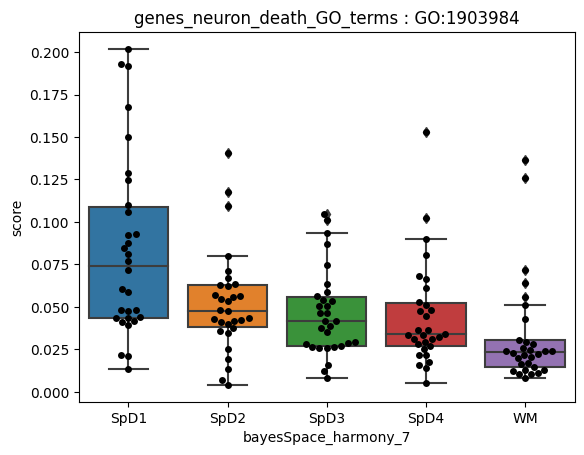 genes_neuron_death_GO_terms : GO:1903984
score
0.200
0.175
0.150
0.125
0.100
0.075
0.050
0.025
0.000
SpD1 SpD2 SpD3 SpD4 WM
bayesSpace_harmony_7